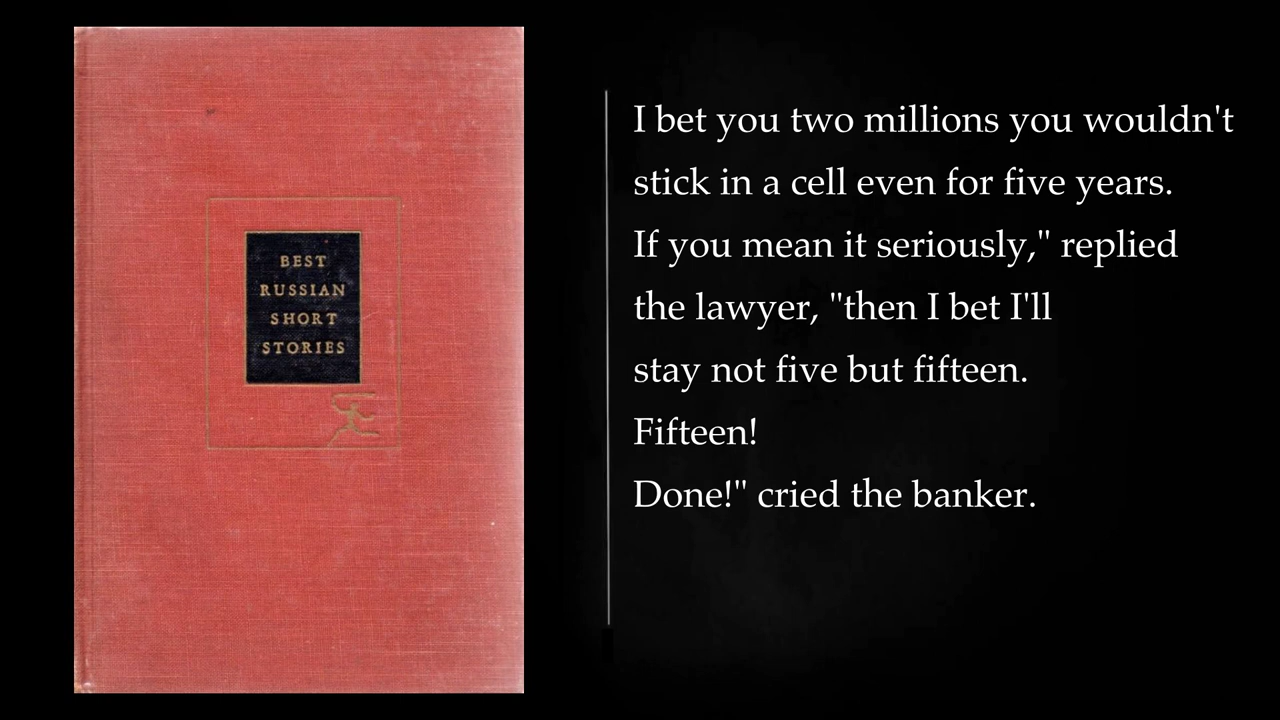 BEST
RUSSIAN
SHORT
STORIES
I bet you two millions you wouldn't
stick in a cell even for five years.
If you mean it seriously," replied
the lawyer, "then I bet I'll
stay not five but fifteen.
Fifteen!
Done!" cried the banker.